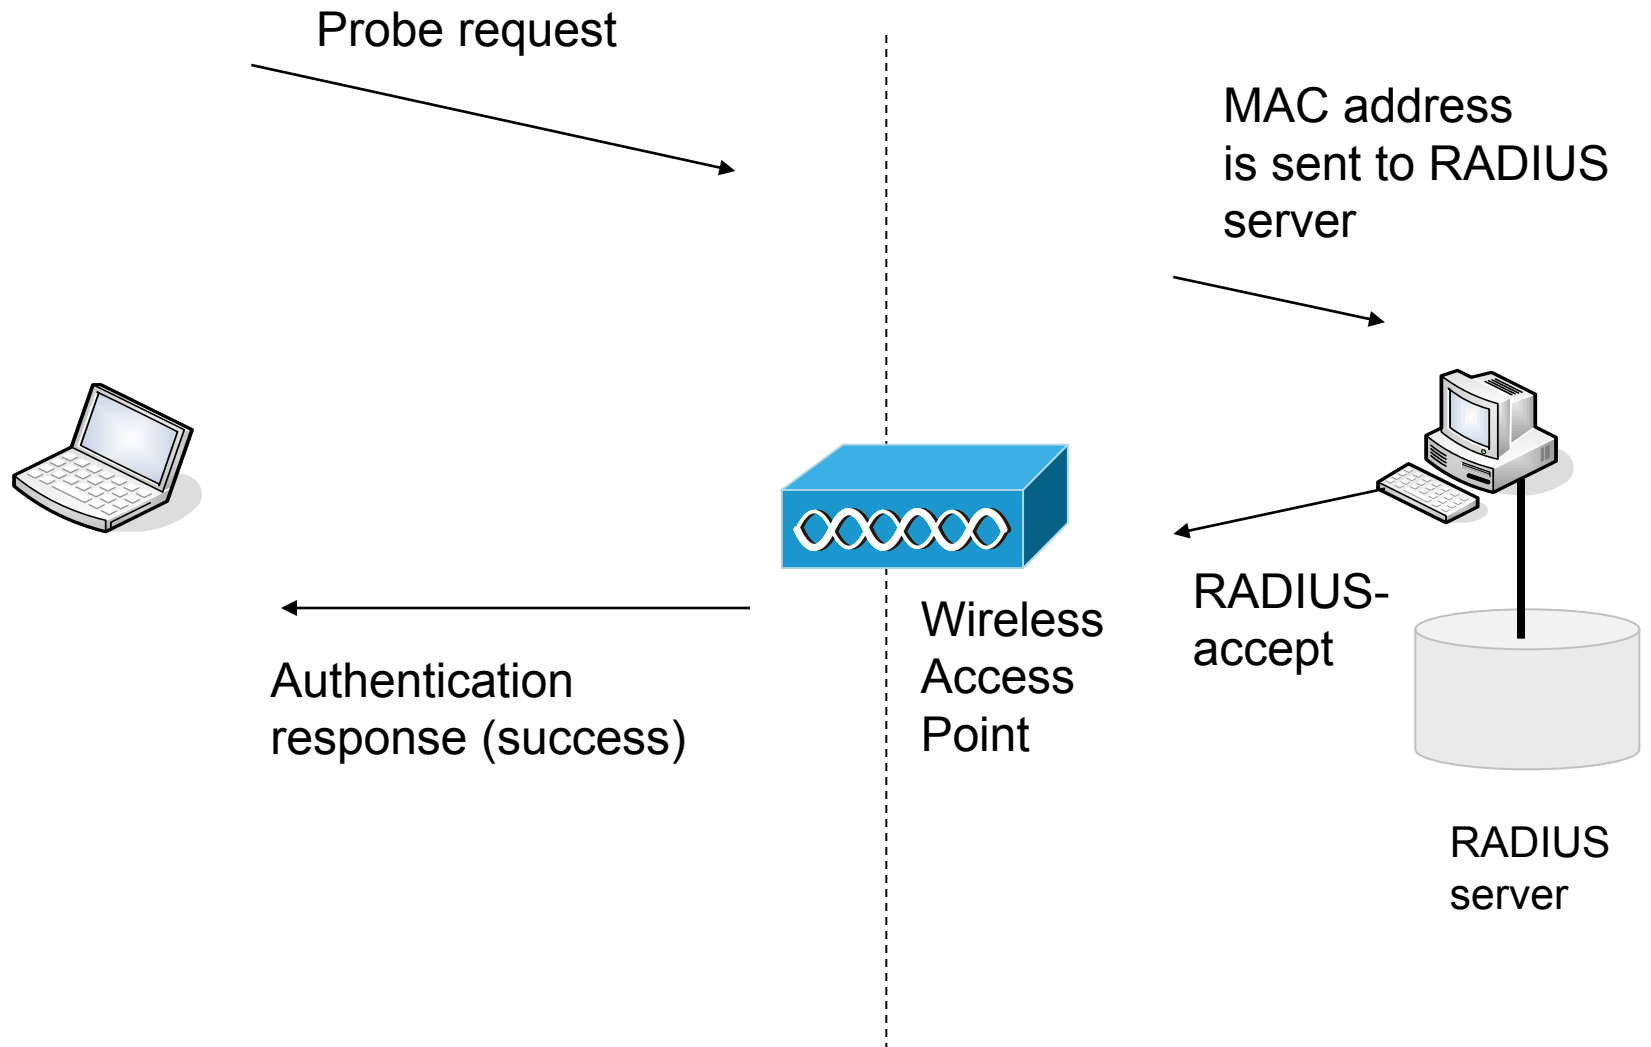 Probe request
MAC address
is sent to RADIUS
server
RADIUS-
accept
Wireless
Access
Point
Authentication
response (success)
RADIUS
server